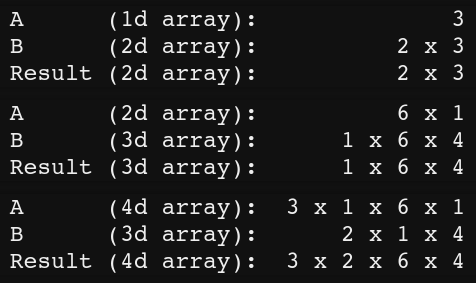 A      (1d array):              3
B      (2d array):          2 x 3
Result (2d array):          2 x 3
A      (2d array):          6 x 1
B      (3d array):      1 x 6 x 4
Result (3d array):      1 x 6 x 4
A      (4d array):  3 x 1 x 6 x 1
B      (3d array):      2 x 1 x 4
Result (4d array):  3 x 2 x 6 x 4